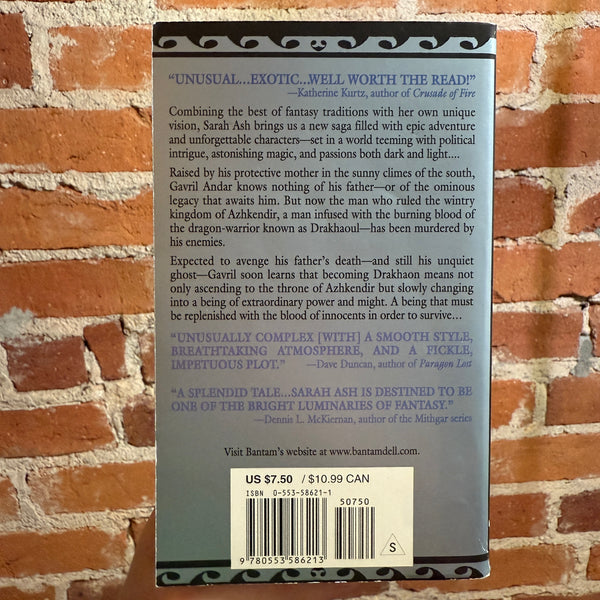 "UNUSUAL...EXOTIC...WELL WORTH THE READ!"
—Katherine Kurtz, author of Crusade of Fire
Combining the best of fantasy traditions with her own unique
vision, Sarah Ash brings us a new saga filled with epic adventure
and unforgettable characters—set in a world teeming with political
intrigue, astonishing magic, and passions both dark and light....
Raised by his protective mother in the sunny climes of the south,
Gavril Andar knows nothing of his father—or of the ominous
legacy that awaits him. But now the man who ruled the wintry
kingdom of Azhkendir, a man infused with the burning blood of
the dragon-warrior known as Drakhaoul—has been murdered by
his enemies.
Expected to avenge his father's death—and still his unquiet
ghost—Gavril soon learns that becoming Drakhaon means not
only ascending to the throne of Azhkendir but slowly changing
into a being of extraordinary power and might. A being that must
be replenished with the blood of innocents in order to survive...
"UNUSUALLY COMPLEX [WITH] A SMOOTH STYLE,
BREATHTAKING ATMOSPHERE, AND A FICKLE,
IMPETUOUS PLOT." —Dave Duncan, author of Paragon Lost
"A SPLENDID TALE...SARAH ASH IS DESTINED TO BE
ONE OF THE BRIGHT LUMINARIES OF FANTASY."
—Dennis L. McKiernan, author of the Mithgar series
Visit Bantam's website at www.bantamdell.com.
US $7.50 / $10.99 CAN
ISBN 0-553-58621-1
50750
9 780553 586213
S